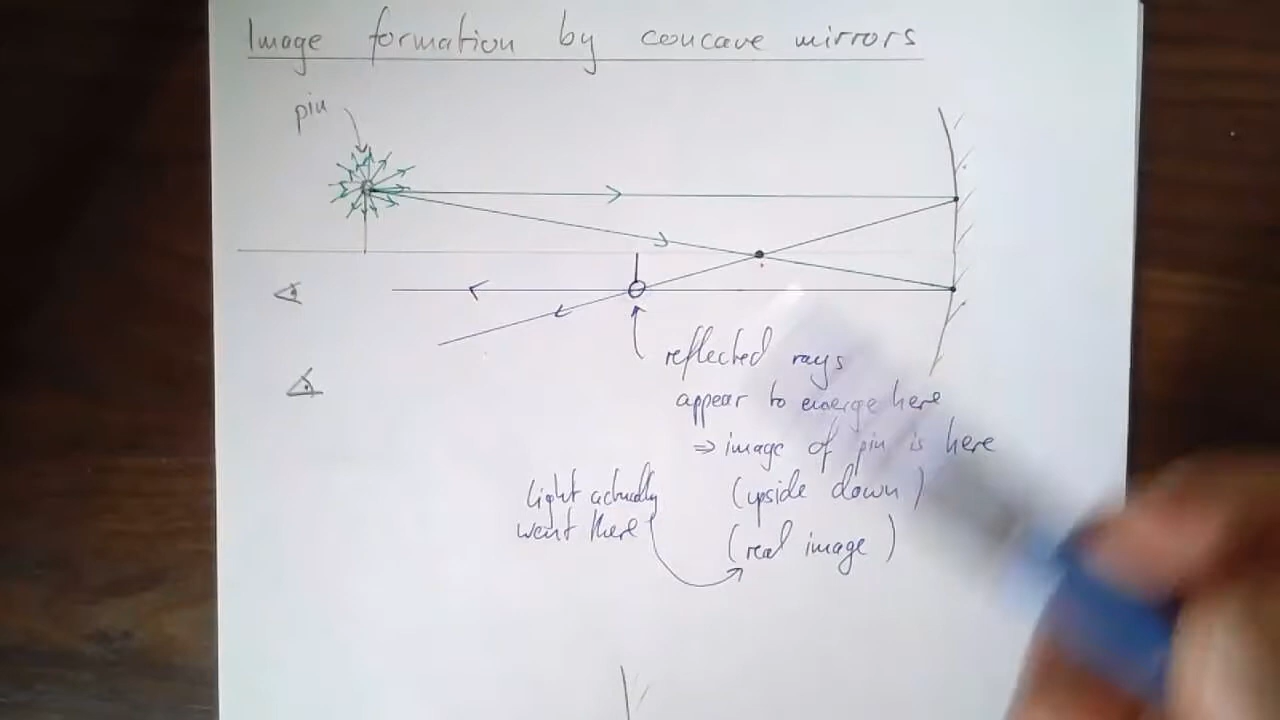 Image formation by concave mirrors
pin
reflected rays
appear to emerge here
⇒ image of pin is here
(upside down)
(real image)
light actually
went there